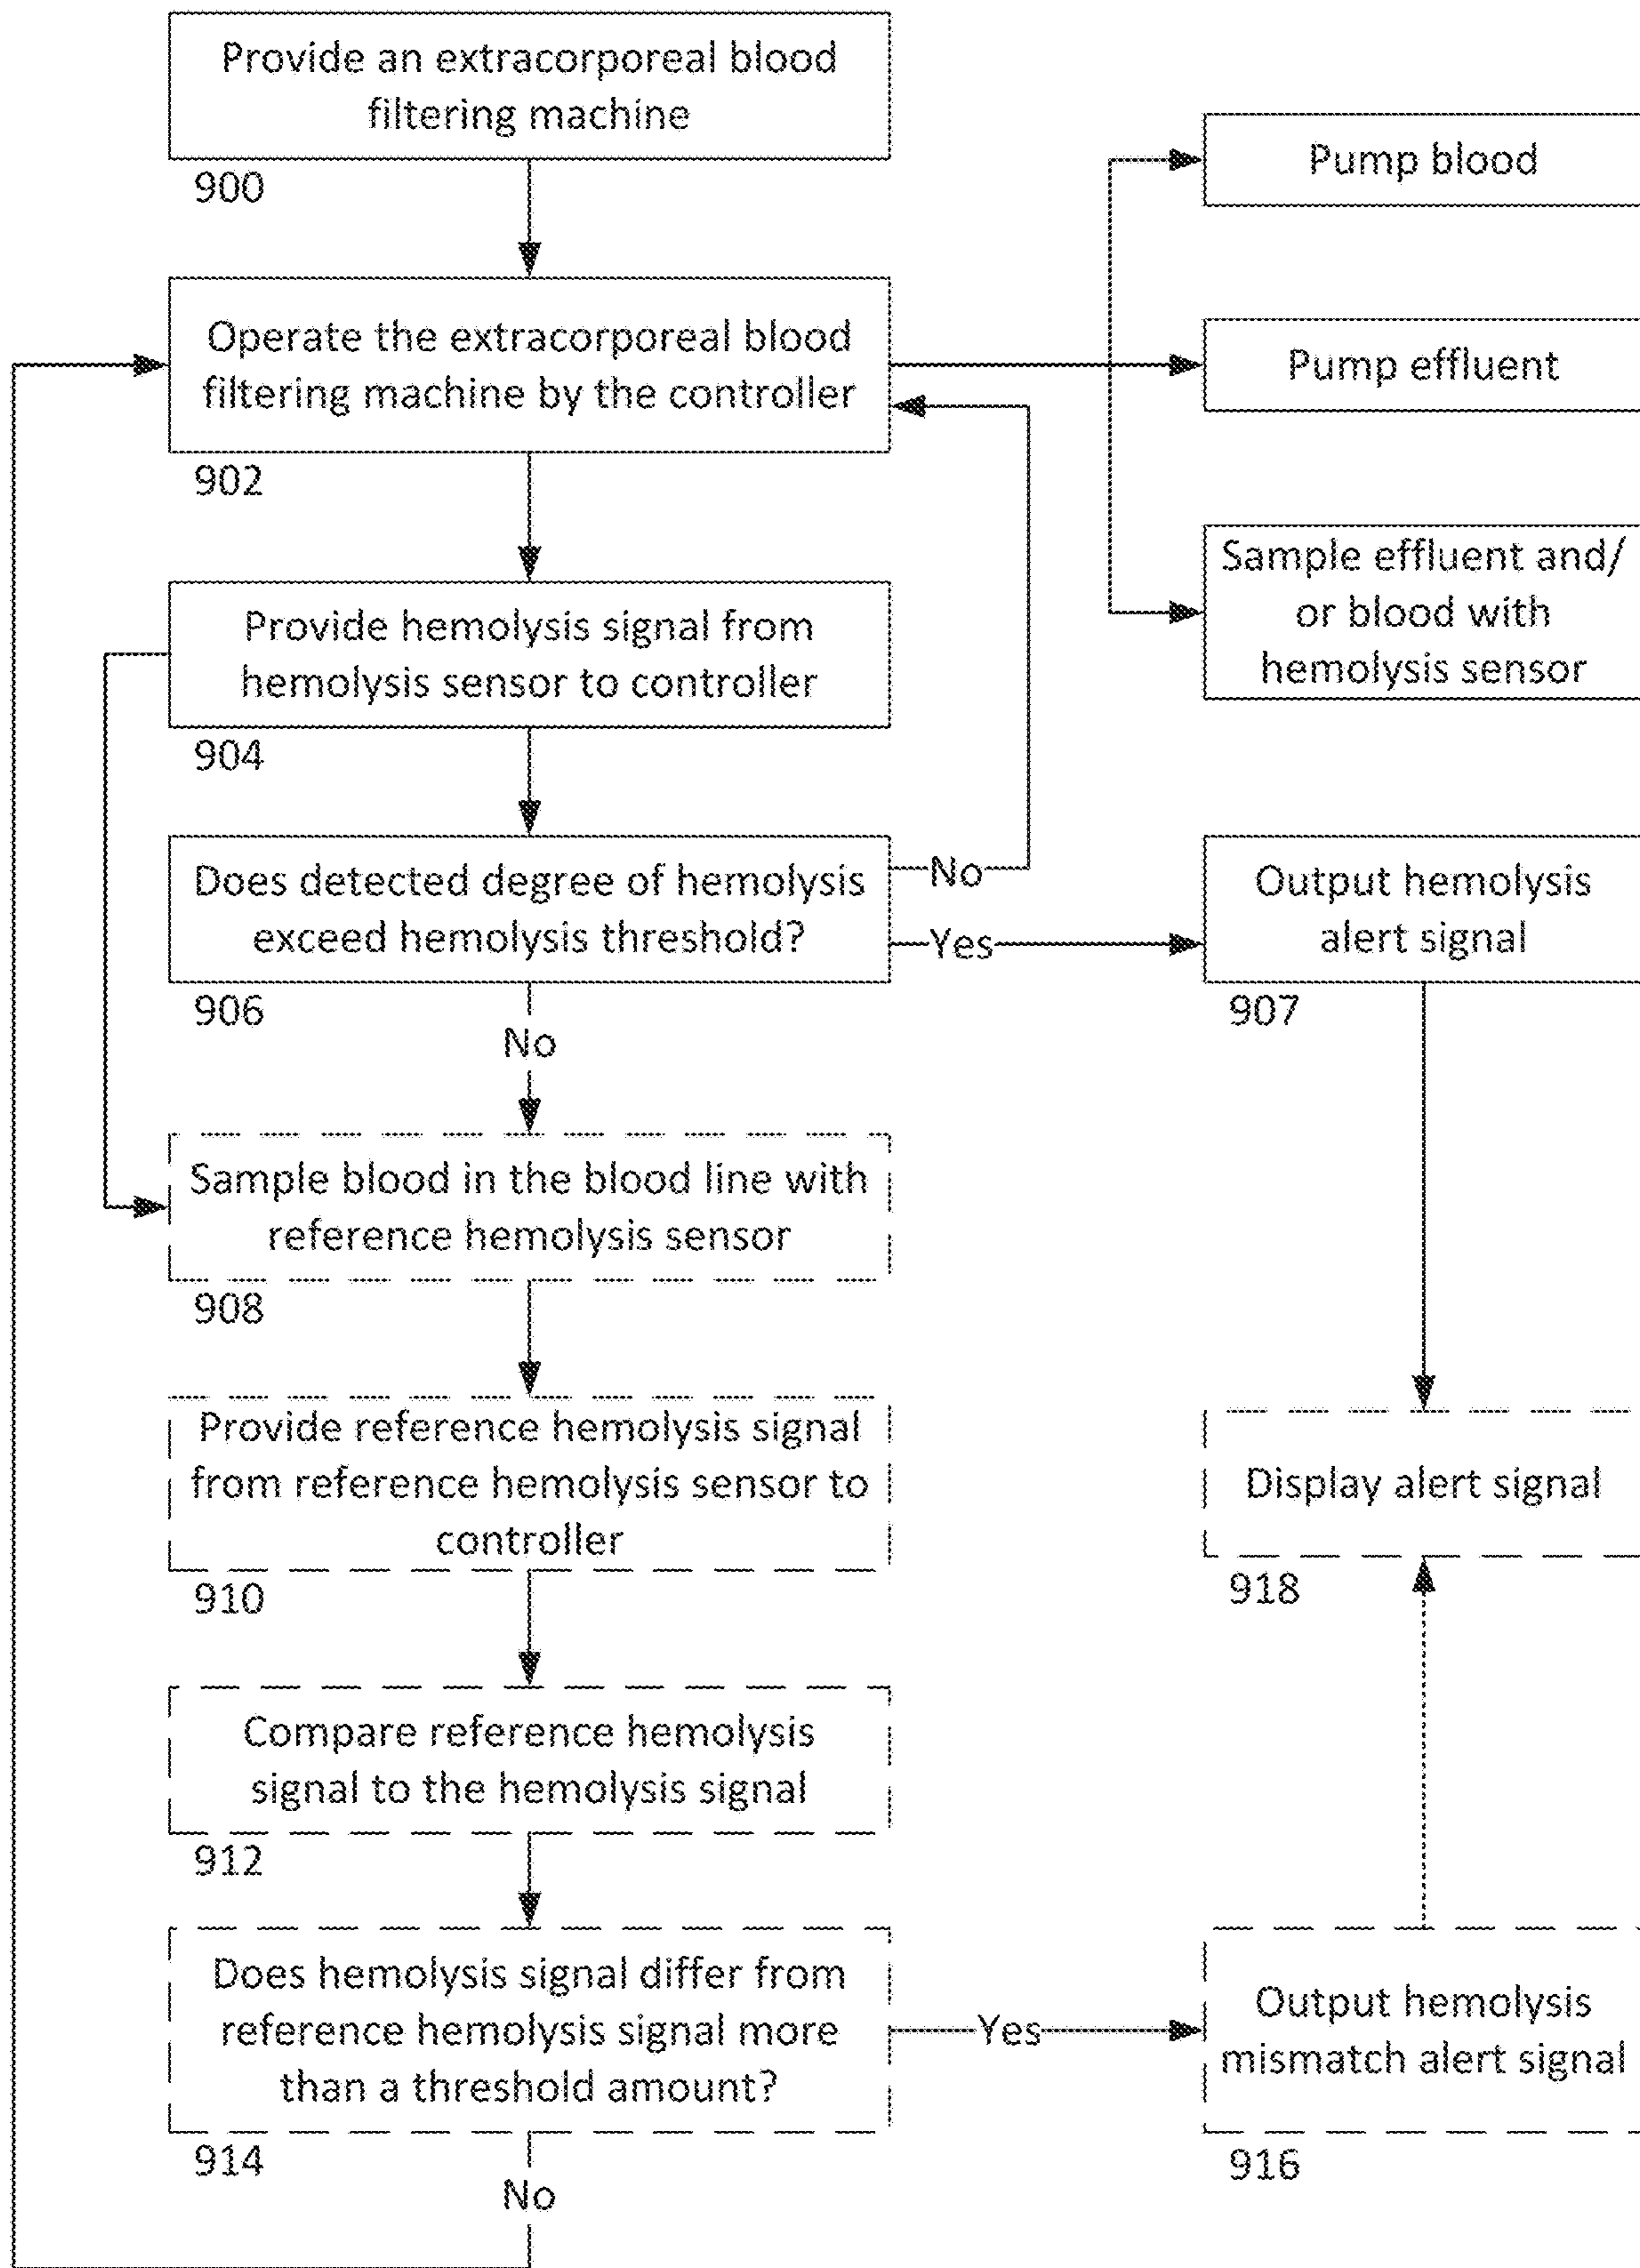 Provide an extracorporeal blood
filtering machine
900
Pump blood
Operate the extracorporeal blood
filtering machine by the controller
902
Pump effluent
Sample effluent and/
or blood with
hemolysis sensor
Provide hemolysis signal from
hemolysis sensor to controller
904
Does detected degree of hemolysis
exceed hemolysis threshold?
906
No
Yes
Output hemolysis
alert signal
907
No
Sample blood in the blood line with
reference hemolysis sensor
908
Provide reference hemolysis signal
from reference hemolysis sensor to
controller
910
Display alert signal
918
Compare reference hemolysis
signal to the hemolysis signal
912
Does hemolysis signal differ from
reference hemolysis signal more
than a threshold amount?
914
Yes
Output hemolysis
mismatch alert signal
916
No